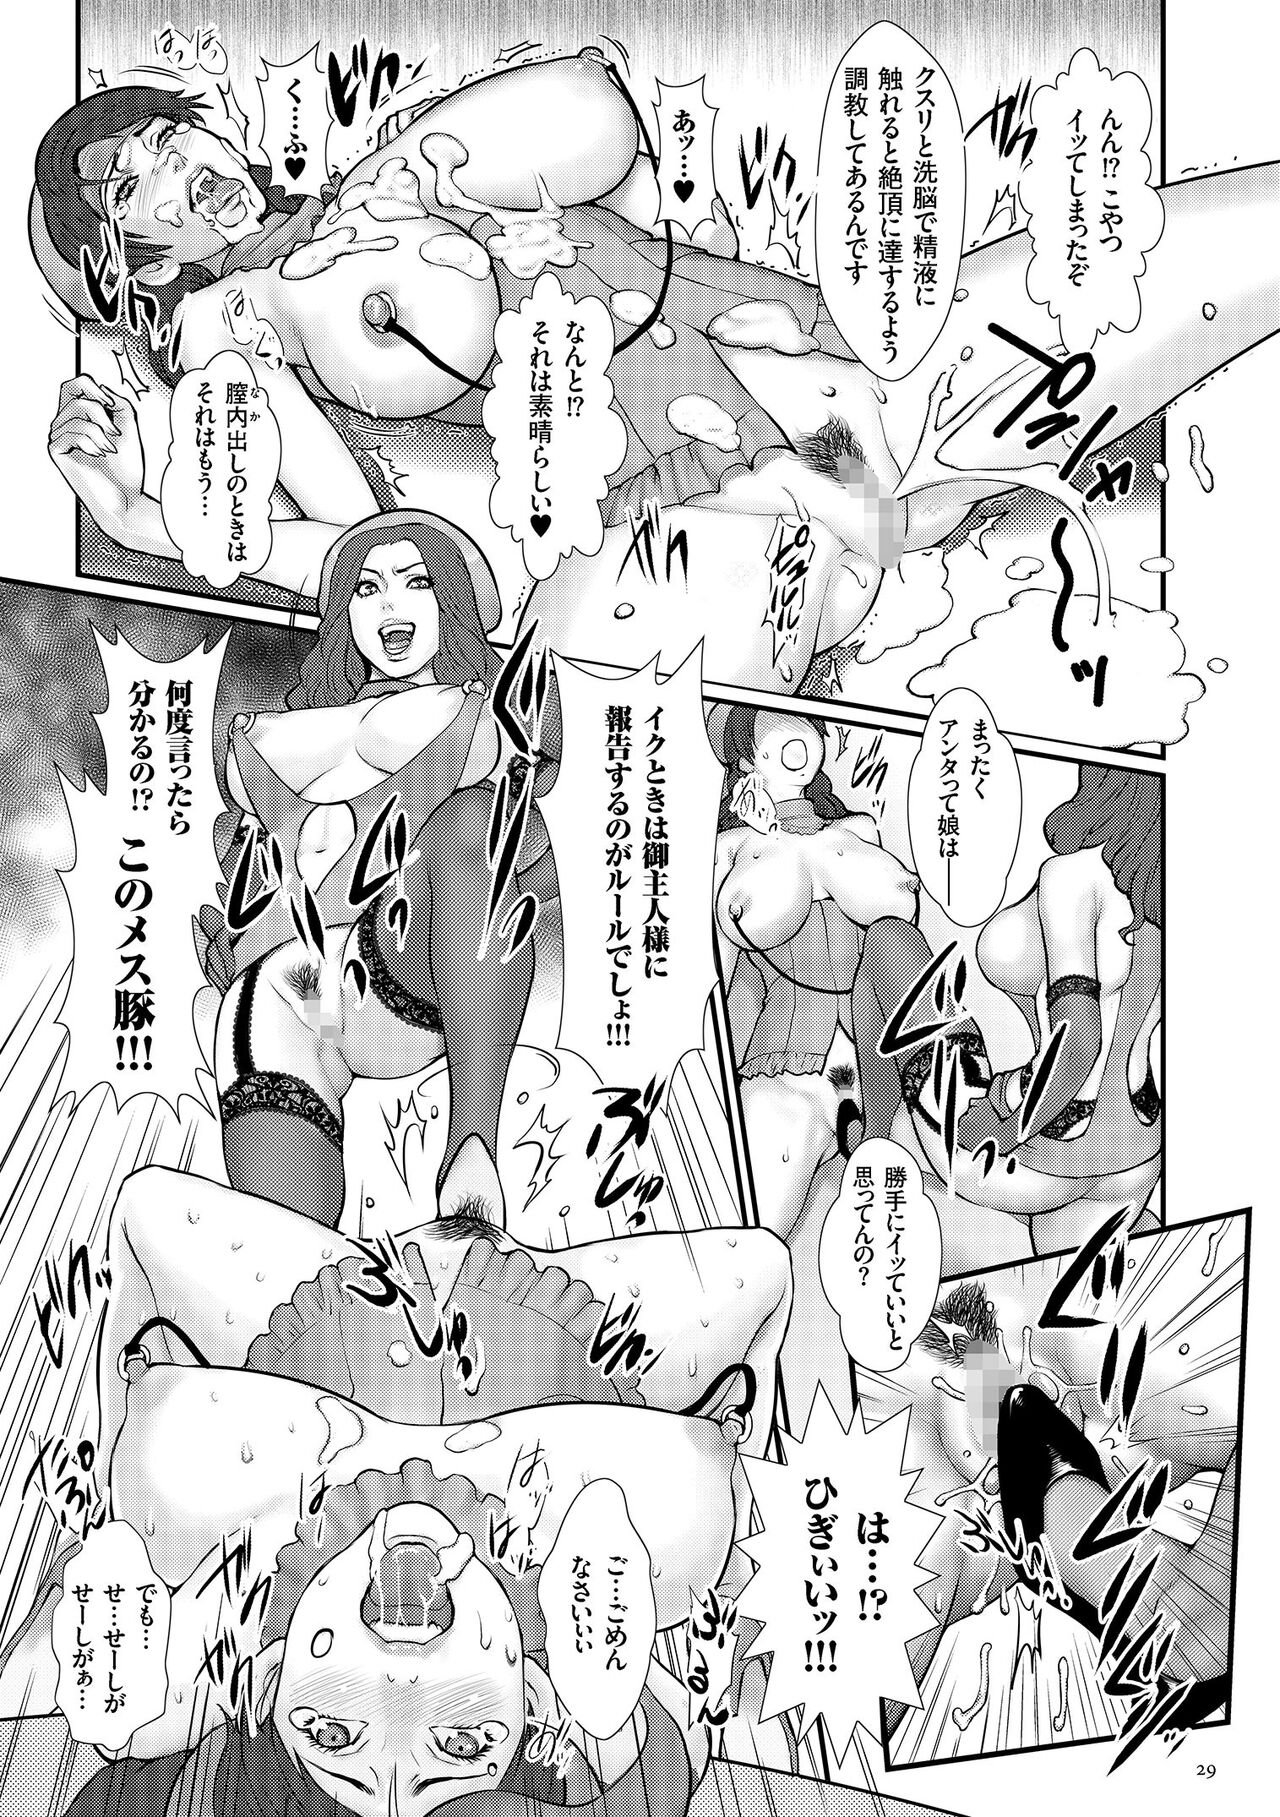 んん!? こやつ
イッてしまったぞ
クスリと洗脳で精液に
触れると絶頂に達するよう
調教してあるんです
あッ…♥
く…ふ♥
なんと!?
それは素晴らしい♥
膣内出しのときは
なか
それはもう…
まったく
アンタって娘は―
勝手にイッていいと
思ってんの?
は…!?
ひぎぃいッ!!!
イクときは御主人様に
報告するのがルールでしょ!!!
何度言ったら
分かるの!? このメス豚!!!
ご…ごめん
なさいいい
でも…
せ…せーしが
せーしがぁ…
29